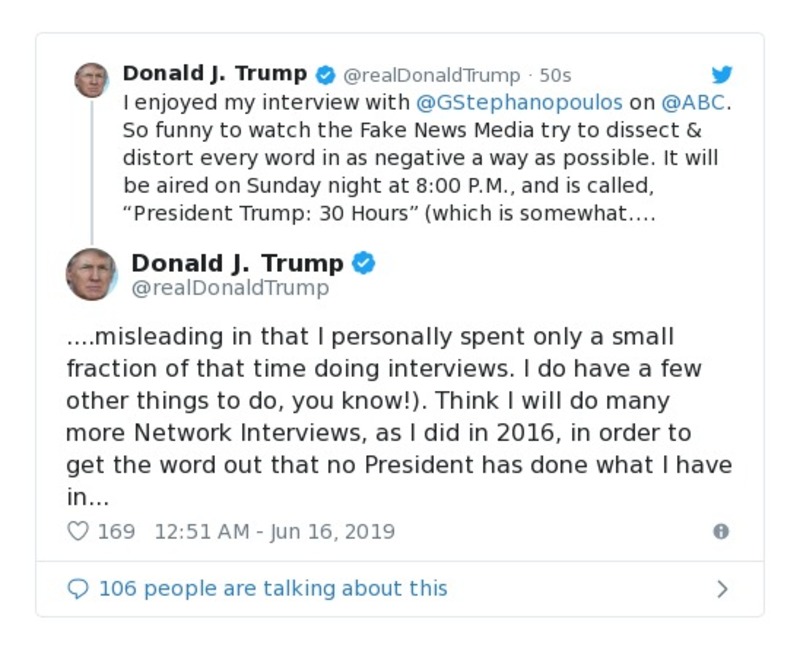 Donald J. Trump @realDonaldTrump · 50s
I enjoyed my interview with @GStephanopoulos on @ABC.
So funny to watch the Fake News Media try to dissect &
distort every word in as negative a way as possible. It will
be aired on Sunday night at 8:00 P.M., and is called,
“President Trump: 30 Hours” (which is somewhat....
Donald J. Trump
@realDonaldTrump
....misleading in that I personally spent only a small
fraction of that time doing interviews. I do have a few
other things to do, you know!). Think I will do many
more Network Interviews, as I did in 2016, in order to
get the word out that no President has done what I have
in...
169 12:51 AM - Jun 16, 2019
106 people are talking about this